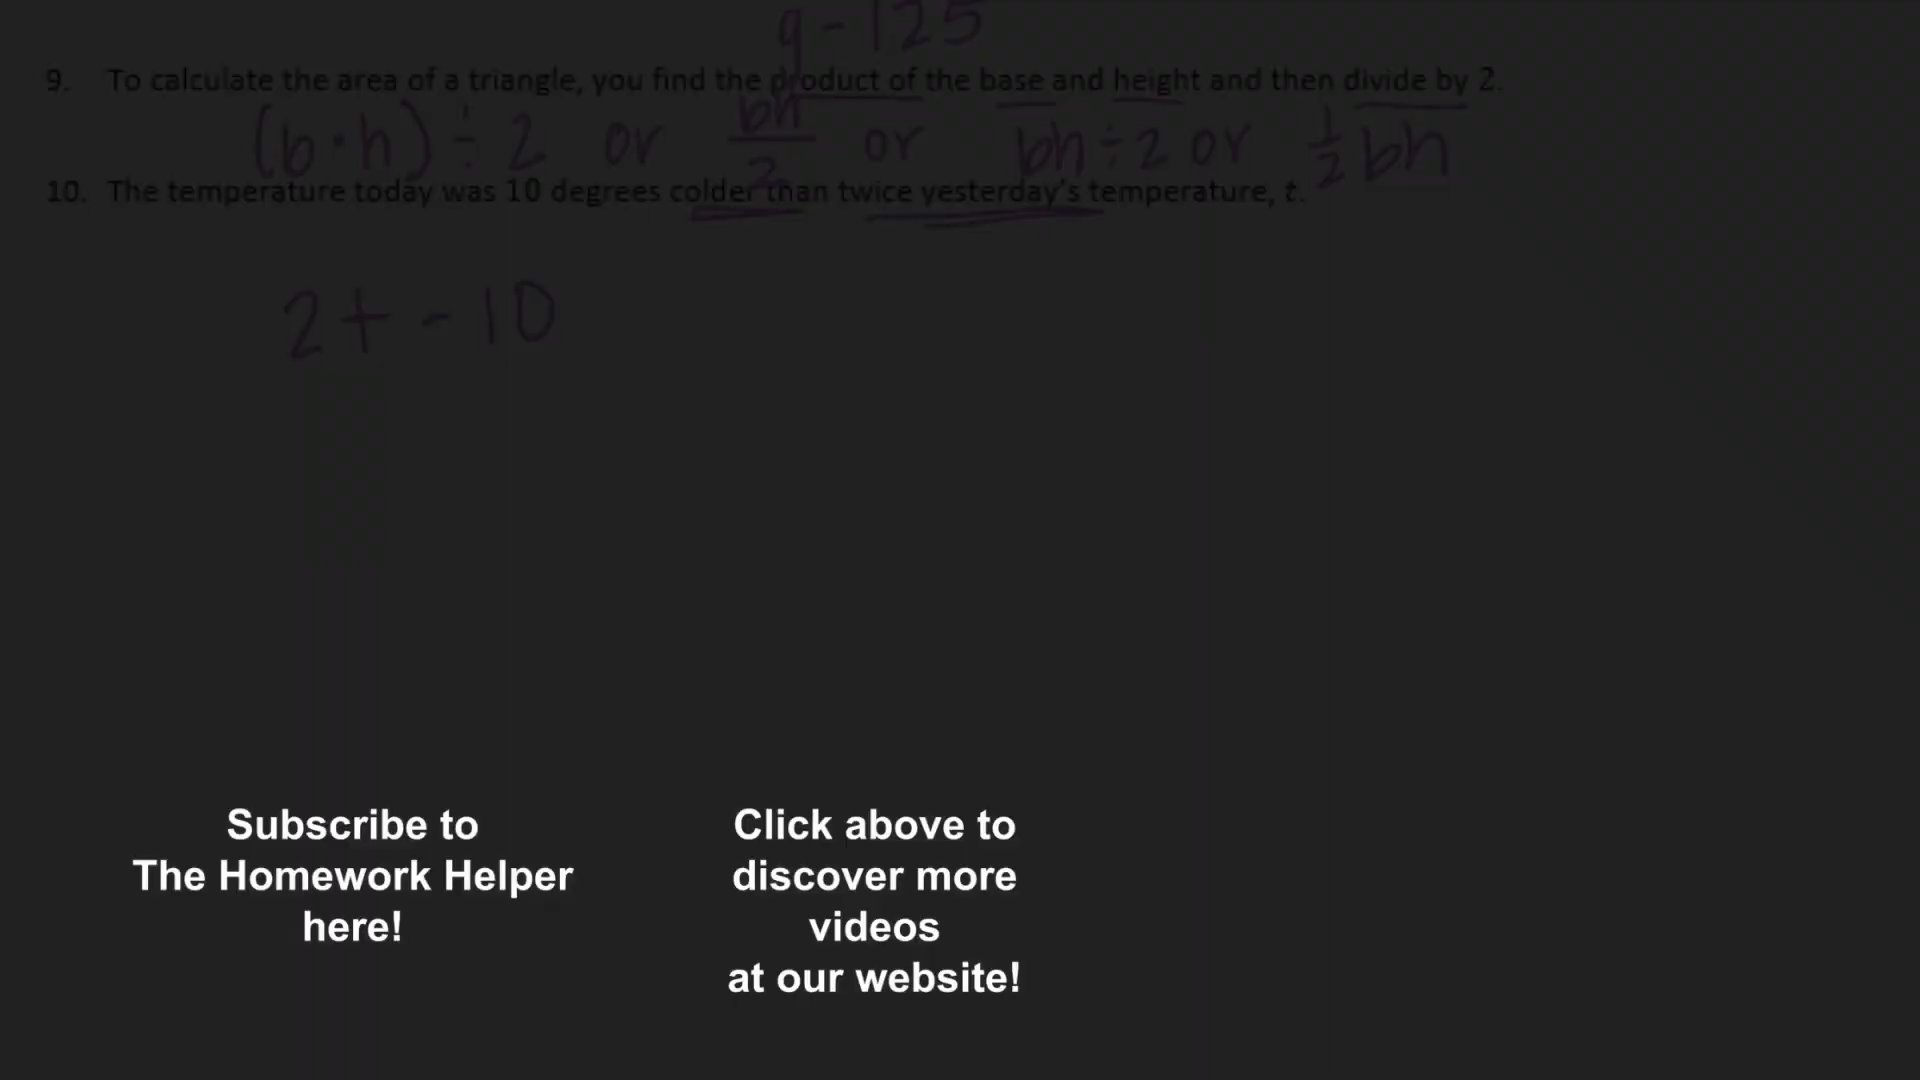 g - 125
9. To calculate the area of a triangle, you find the product of the base and height and then divide by 2.
(b · h) ÷ 2 or bh/2 or bh ÷ 2 or 1/2 bh
10. The temperature today was 10 degrees colder than twice yesterday's temperature, t.
2t - 10
Subscribe to
The Homework Helper
here!
Click above to
discover more
videos
at our website!